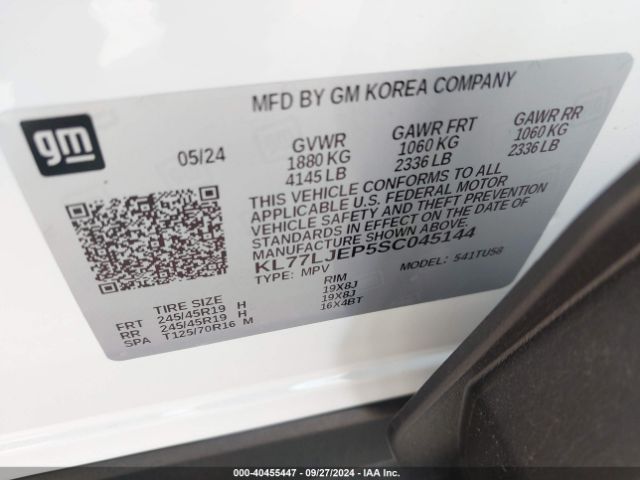 MFD BY GM KOREA COMPANY
gm
05/24
GVWR
1880 KG
4145 LB
GAWR FRT
1060 KG
2336 LB
GAWR RR
1060 KG
2336 LB
THIS VEHICLE CONFORMS TO ALL
APPLICABLE U.S. FEDERAL MOTOR
VEHICLE SAFETY AND THEFT PREVENTION
STANDARDS IN EFFECT ON THE DATE OF
MANUFACTURE SHOWN ABOVE.
KL77LJEP5SC045144
TYPE: MPV
MODEL: 541TU58
TIRE SIZE
RIM
FRT 245/45R19 H 19X8J
RR 245/45R19 H 19X8J
SPA T125/70R16 M 16X4BT
000-40455447 - 09/27/2024 - IAA Inc.